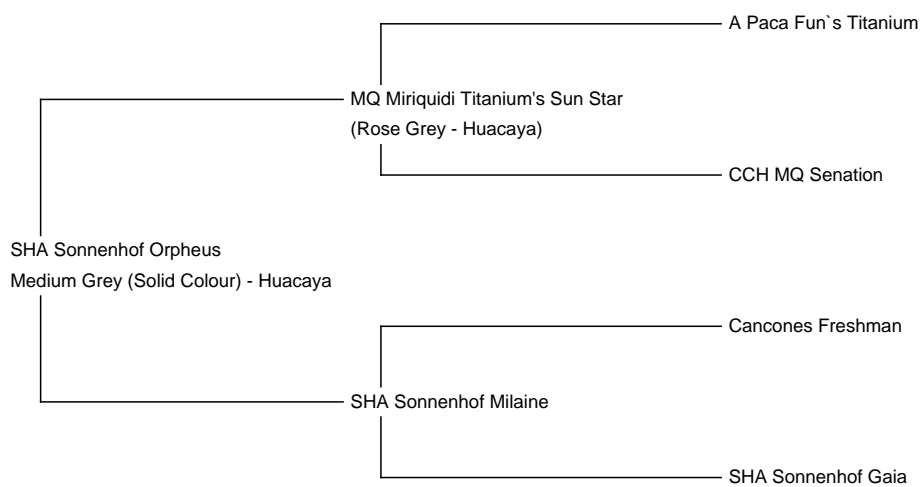 A Paca Fun`s Titanium
MQ Miriquidi Titanium's Sun Star
(Rose Grey - Huacaya)
CCH MQ Senation
SHA Sonnenhof Orpheus
Medium Grey (Solid Colour) - Huacaya
Cancones Freshman
SHA Sonnenhof Milaine
SHA Sonnenhof Gaia